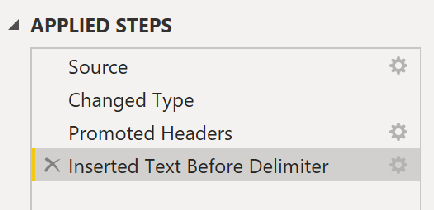 APPLIED STEPS
Source
Changed Type
Promoted Headers
Inserted Text Before Delimiter